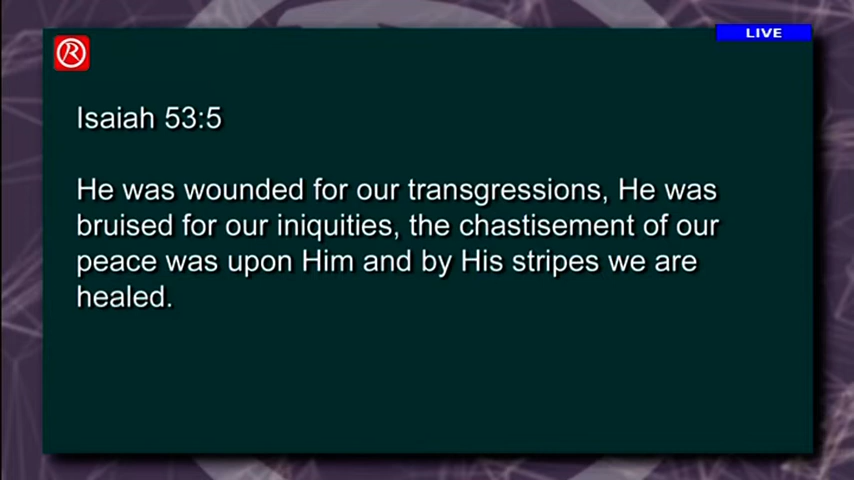 LIVE
R
Isaiah 53:5
He was wounded for our transgressions, He was
bruised for our iniquities, the chastisement of our
peace was upon Him and by His stripes we are
healed.